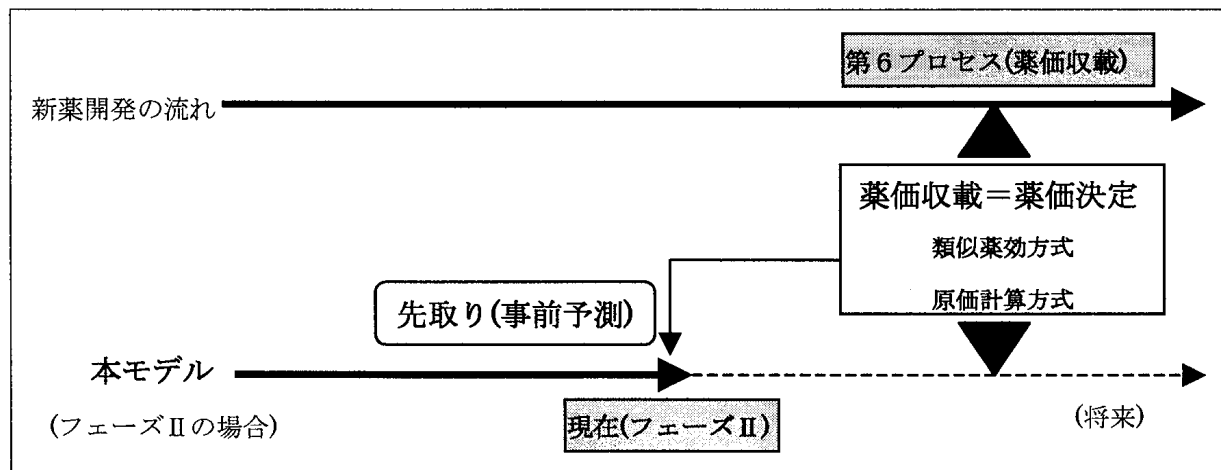 第6プロセス(薬価収載)
新薬開発の流れ
薬価収載＝薬価決定
類似薬効方式
原価計算方式
先取り(事前予測)
本モデル
(フェーズⅡの場合)
現在(フェーズⅡ)
(将来)